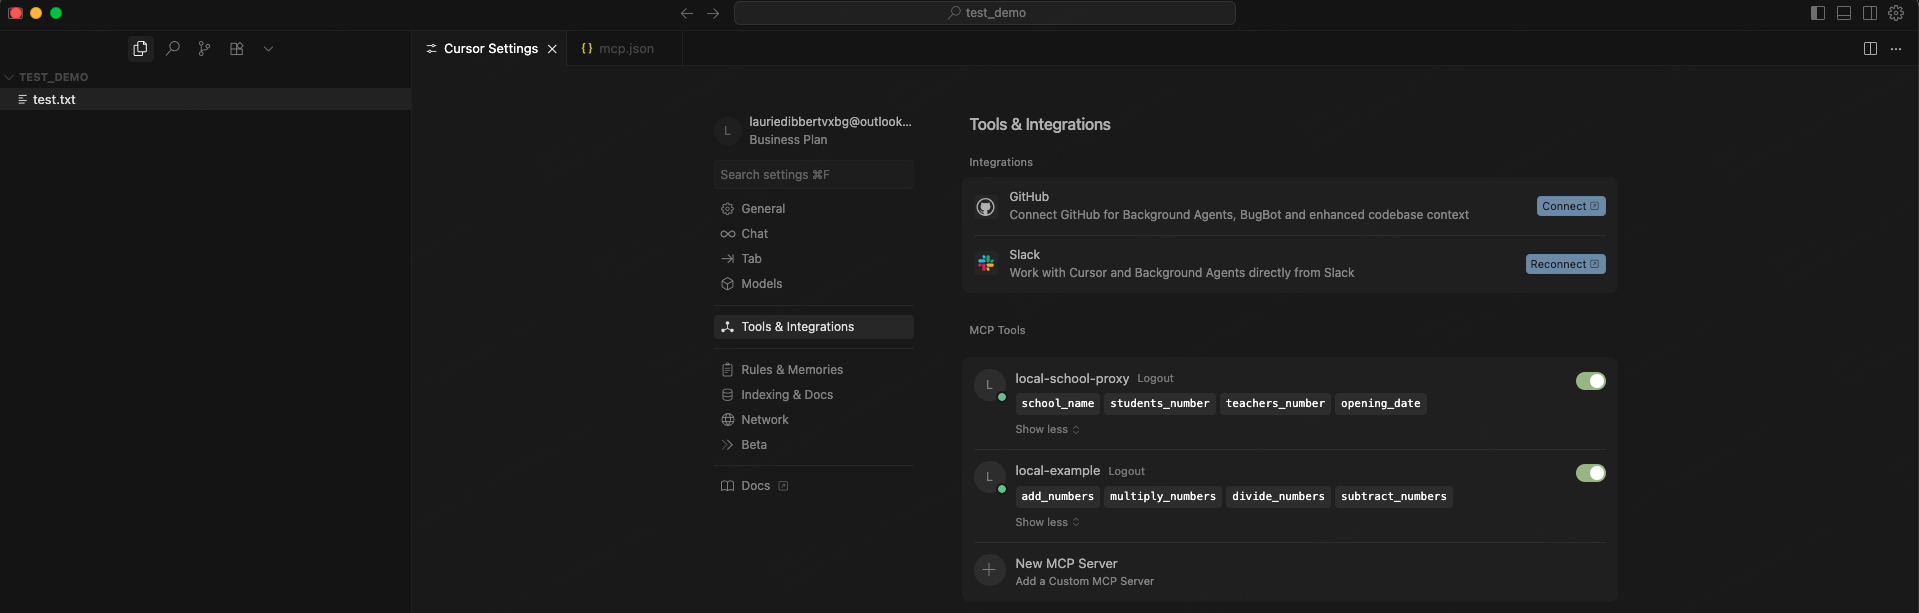 test_demo
Cursor Settings
mcp.json
TEST_DEMO
test.txt
L
lauriedibbertvxbg@outlook...
Business Plan
Search settings ⌘F
General
Chat
Tab
Models
Tools & Integrations
Rules & Memories
Indexing & Docs
Network
Beta
Docs
Tools & Integrations
Integrations
GitHub
Connect GitHub for Background Agents, BugBot and enhanced codebase context
Connect
Slack
Work with Cursor and Background Agents directly from Slack
Reconnect
MCP Tools
L
local-school-proxy Logout
school_name students_number teachers_number opening_date
Show less
L
local-example Logout
add_numbers multiply_numbers divide_numbers subtract_numbers
Show less
New MCP Server
Add a Custom MCP Server